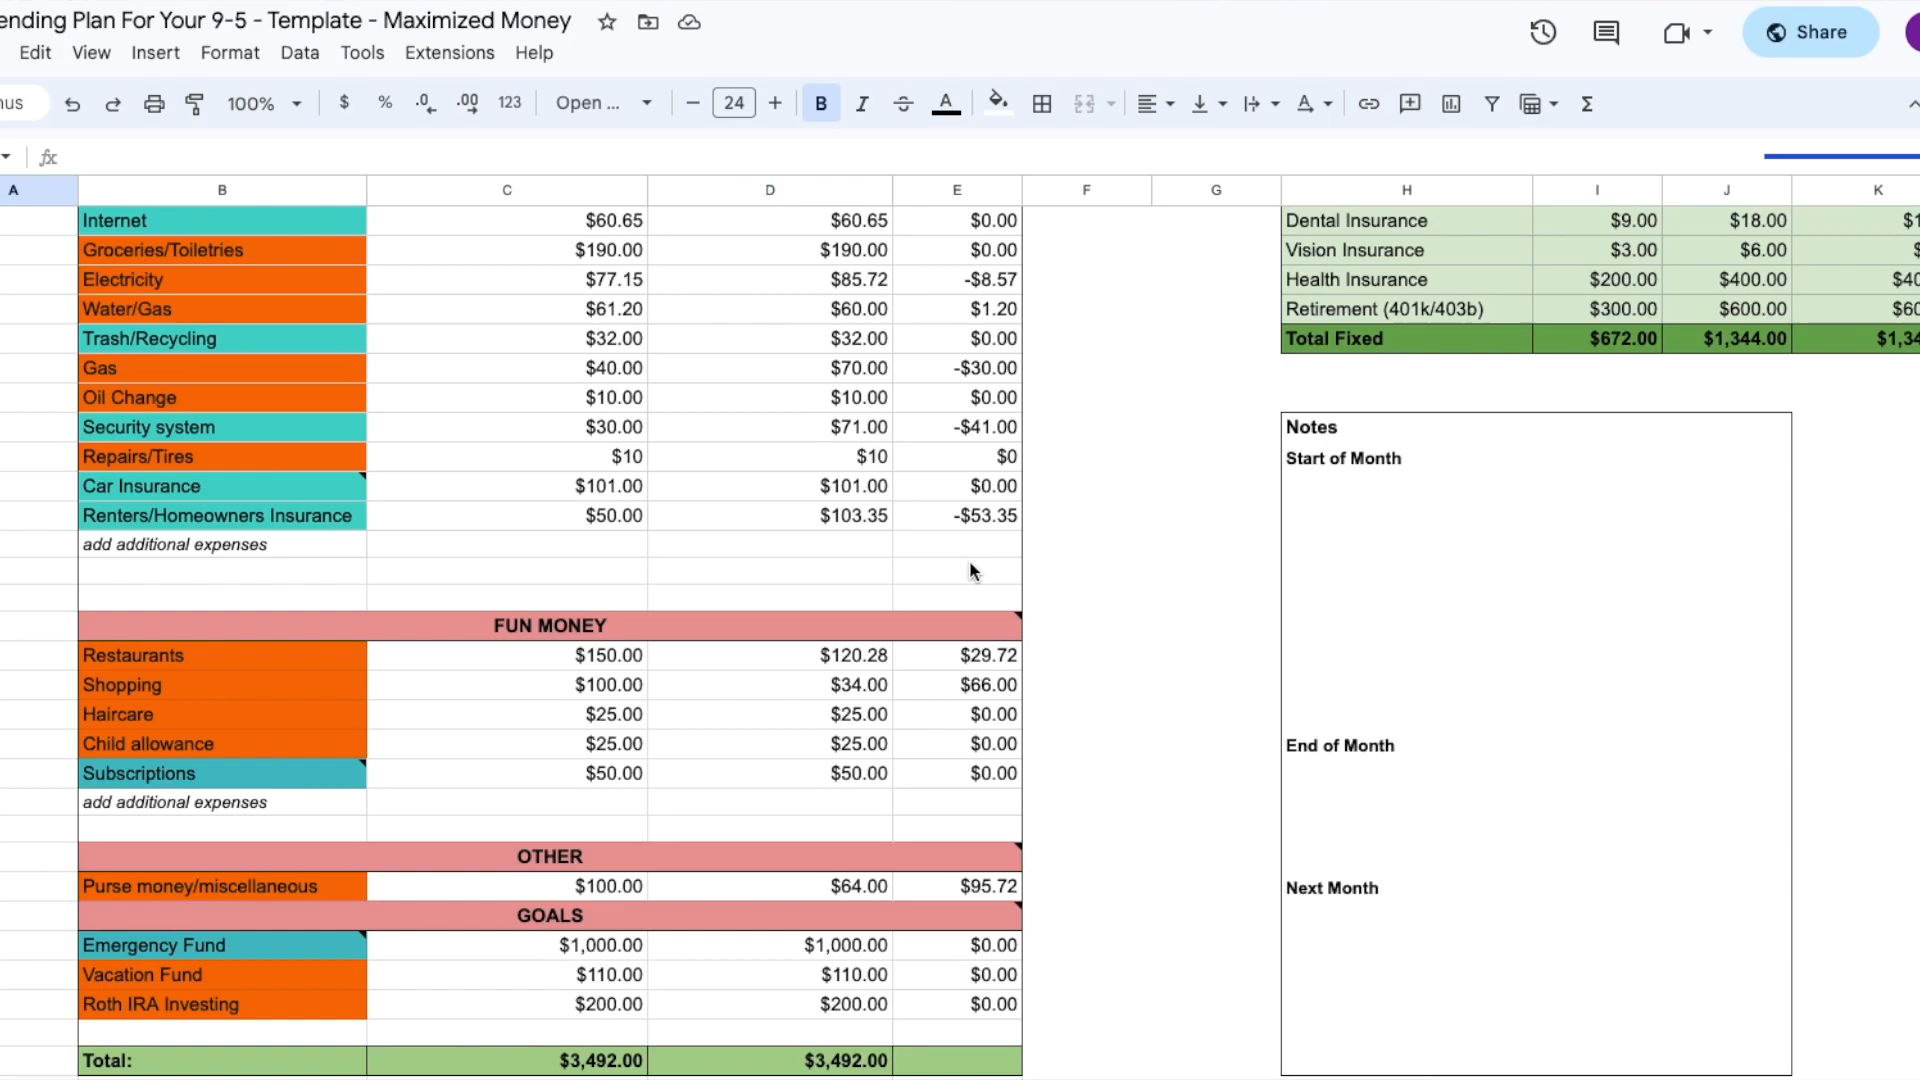 ending Plan For Your 9-5 - Template - Maximized Money
Edit View Insert Format Data Tools Extensions Help
Share
nus 100% $ % .0 .00 123 Open ... − 24 + B I S A Σ
fx
A B C D E F G H I J K
Internet $60.65 $60.65 $0.00 Dental Insurance $9.00 $18.00 $1
Groceries/Toiletries $190.00 $190.00 $0.00 Vision Insurance $3.00 $6.00 $
Electricity $77.15 $85.72 -$8.57 Health Insurance $200.00 $400.00 $40
Water/Gas $61.20 $60.00 $1.20 Retirement (401k/403b) $300.00 $600.00 $60
Trash/Recycling $32.00 $32.00 $0.00 Total Fixed $672.00 $1,344.00 $1,34
Gas $40.00 $70.00 -$30.00
Oil Change $10.00 $10.00 $0.00
Security system $30.00 $71.00 -$41.00 Notes
Repairs/Tires $10 $10 $0 Start of Month
Car Insurance $101.00 $101.00 $0.00
Renters/Homeowners Insurance $50.00 $103.35 -$53.35
add additional expenses
FUN MONEY
Restaurants $150.00 $120.28 $29.72
Shopping $100.00 $34.00 $66.00
Haircare $25.00 $25.00 $0.00
Child allowance $25.00 $25.00 $0.00 End of Month
Subscriptions $50.00 $50.00 $0.00
add additional expenses
OTHER
Purse money/miscellaneous $100.00 $64.00 $95.72 Next Month
GOALS
Emergency Fund $1,000.00 $1,000.00 $0.00
Vacation Fund $110.00 $110.00 $0.00
Roth IRA Investing $200.00 $200.00 $0.00
Total: $3,492.00 $3,492.00